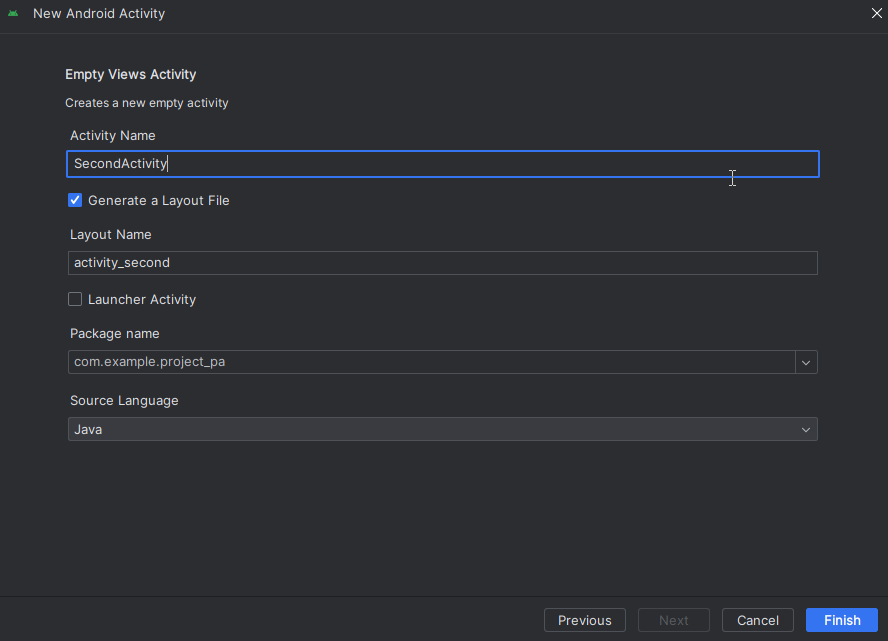 New Android Activity
Empty Views Activity
Creates a new empty activity
Activity Name
SecondActivity
Generate a Layout File
Layout Name
activity_second
Launcher Activity
Package name
com.example.project_pa
Source Language
Java
Previous
Next
Cancel
Finish